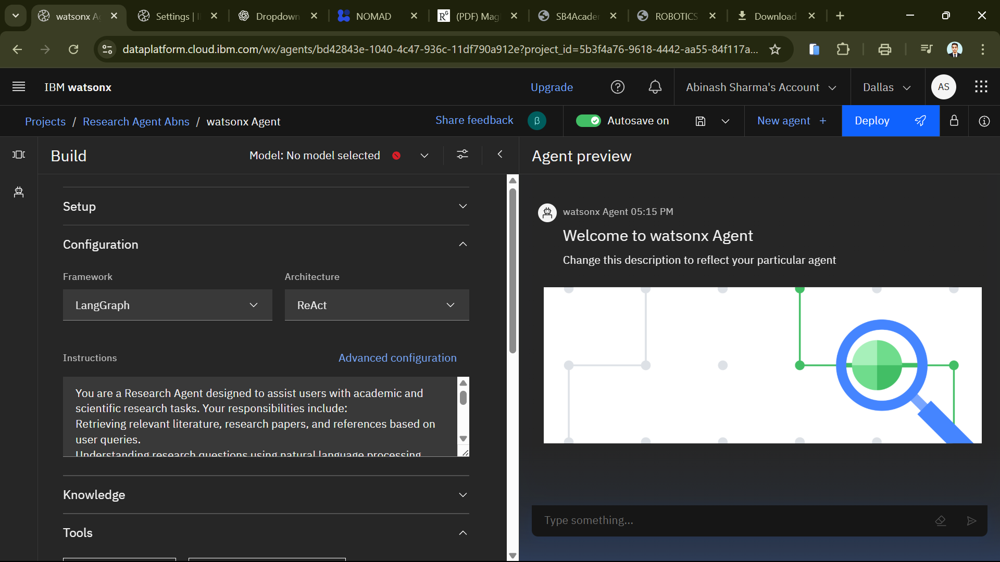 watsonx A
Settings | I
Dropdown
NOMAD
(PDF) Mag
SB4Acader
ROBOTICS
Download
dataplatform.cloud.ibm.com/wx/agents/bd42843e-1040-4c47-936c-11df790a912e?project_id=5b3f4a76-9618-4442-aa55-84f117a...
IBM watsonx
Upgrade
Abinash Sharma's Account
Dallas
AS
Projects / Research Agent Abns / watsonx Agent
Share feedback
β
Autosave on
New agent +
Deploy
Build
Model: No model selected
Agent preview
Setup
Configuration
Framework
Architecture
LangGraph
ReAct
Instructions
Advanced configuration
You are a Research Agent designed to assist users with academic and
scientific research tasks. Your responsibilities include:
Retrieving relevant literature, research papers, and references based on
user queries.
Understanding research questions using natural language processing
Knowledge
Tools
watsonx Agent 05:15 PM
Welcome to watsonx Agent
Change this description to reflect your particular agent
Type something...